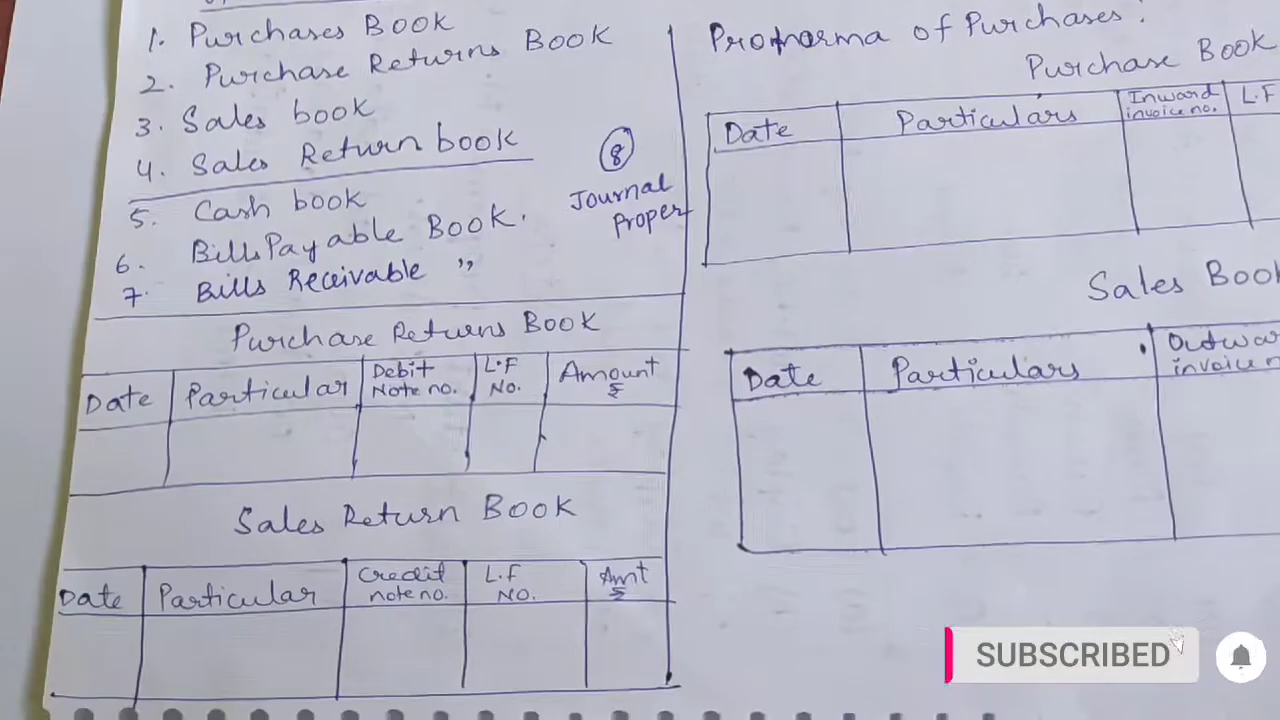 1. Purchases Book
2. Purchase Returns Book
3. Sales book
4. Sales Return book
5. Cash book
6. Bills Payable Book.
7. Bills Receivable "
8
Journal
Proper
Purchase Returns Book
Date Particular Debit Note no. L.F No. Amount ₹
Sales Return Book
Date Particular Credit note no. L.F NO. Amt ₹
of Purchases:
Purchase Book
Date Particulars Inward invoice no. L.F
Sales Book
Date Particulars invoice
SUBSCRIBED